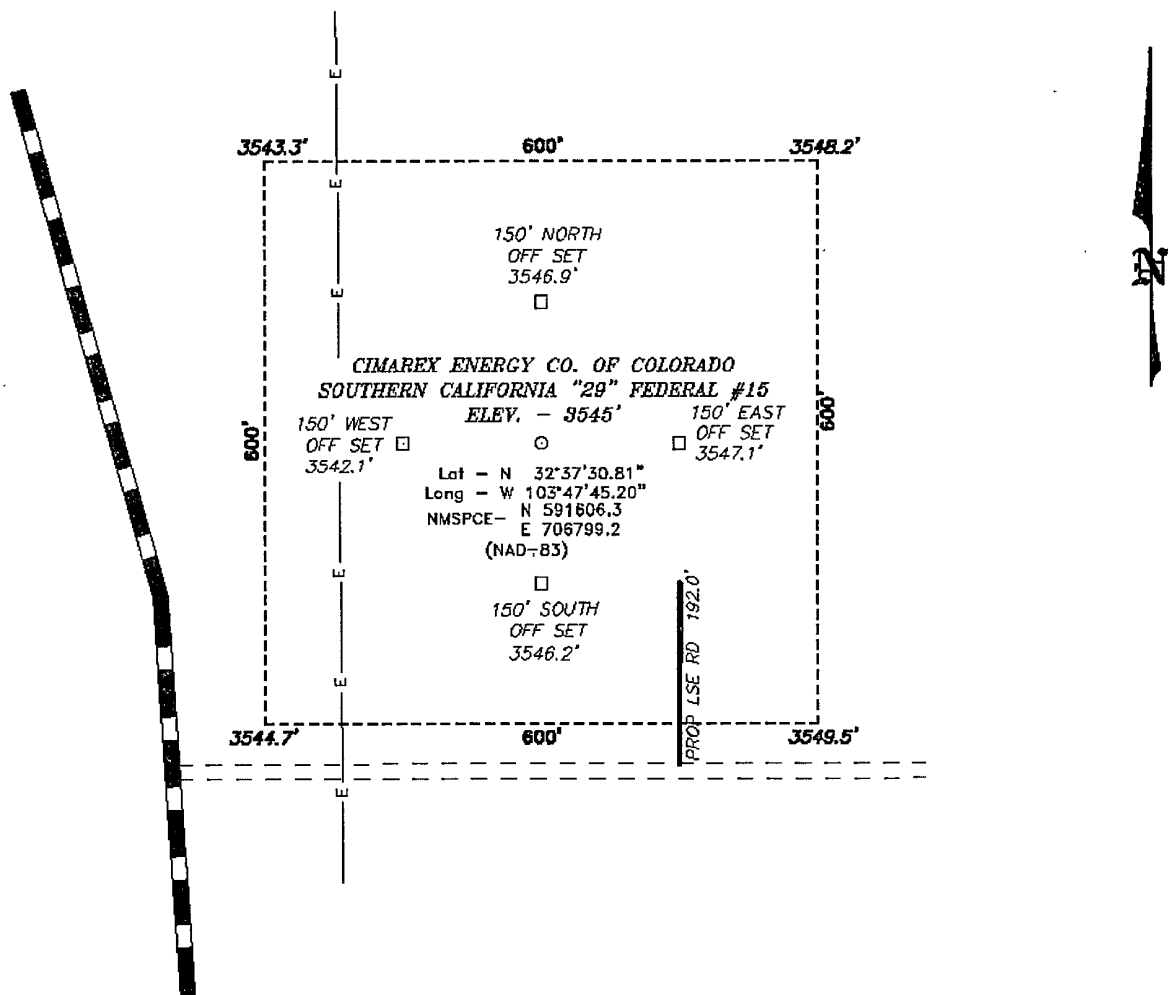 E
3543.3'
600'
3548.2'
E
150' NORTH
OFF SET
3546.9'
E
N.
CIMAREX ENERGY CO. OF COLORADO
SOUTHERN CALIFORNIA "29" FEDERAL #15
ELEV. - 3545'
600'
150' WEST
OFF SET
3542.1'
150' EAST
OFF SET
3547.1'
600'
Lat - N 32°37'30.81"
Long - W 103°47'45.20"
NMSPCE- N 591606.3
E 706799.2
(NAD-83)
E
150' SOUTH
OFF SET
3546.2'
PROP LSE RD 192.0'
E
3544.7'
600'
3549.5'
E